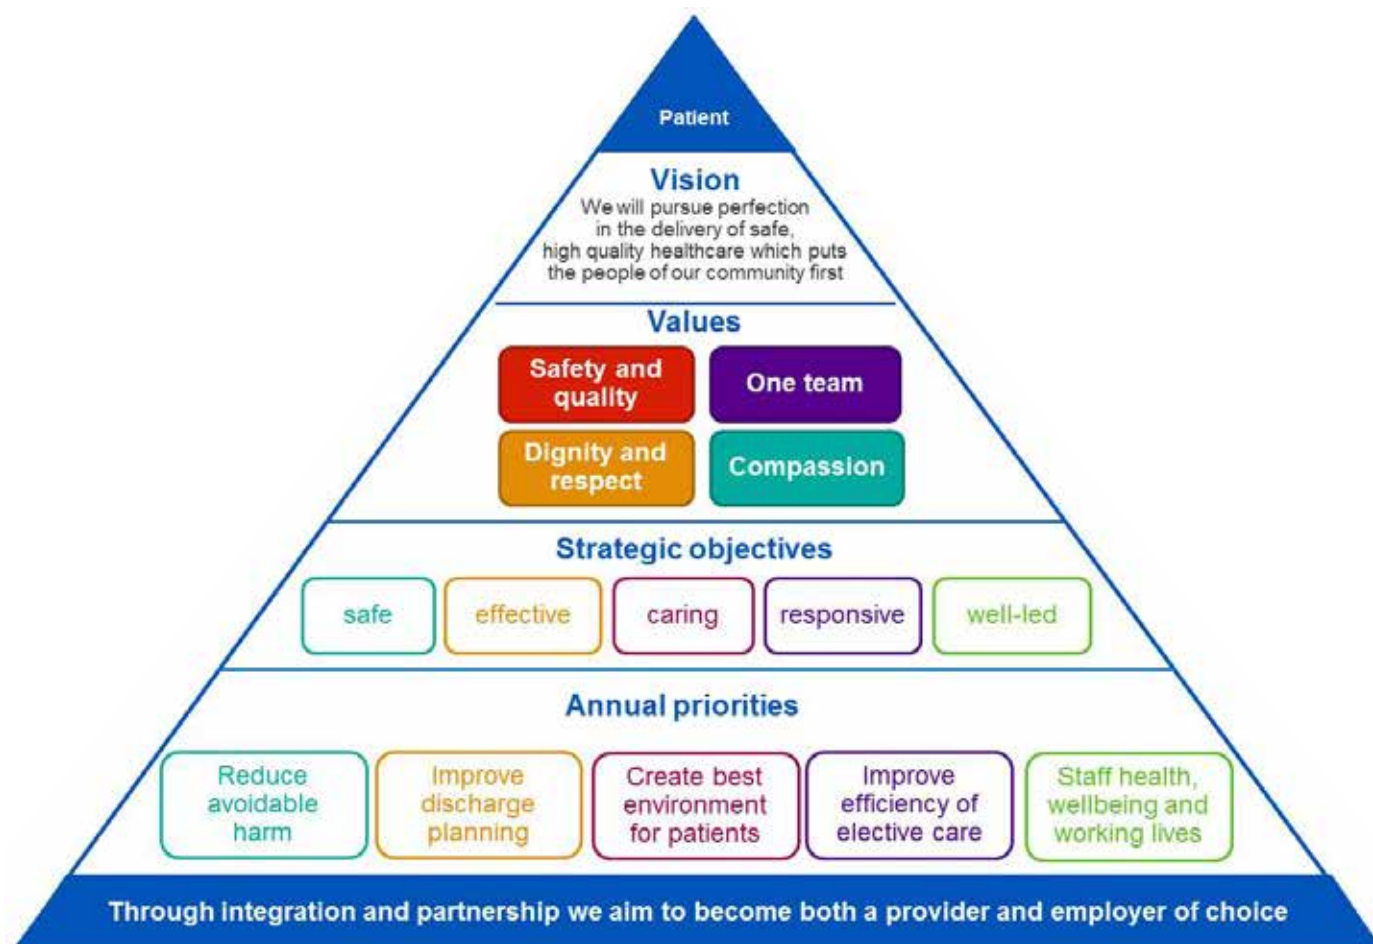 Patient
Vision
We will pursue perfection
in the delivery of safe,
high quality healthcare which puts
the people of our community first
Values
Safety and
quality
One team
Dignity and
respect
Compassion
Strategic objectives
safe
effective
caring
responsive
well-led
Annual priorities
Reduce
avoidable
harm
Improve
discharge
planning
Create best
environment
for patients
Improve
efficiency of
elective care
Staff health,
wellbeing and
working lives
Through integration and partnership we aim to become both a provider and employer of choice